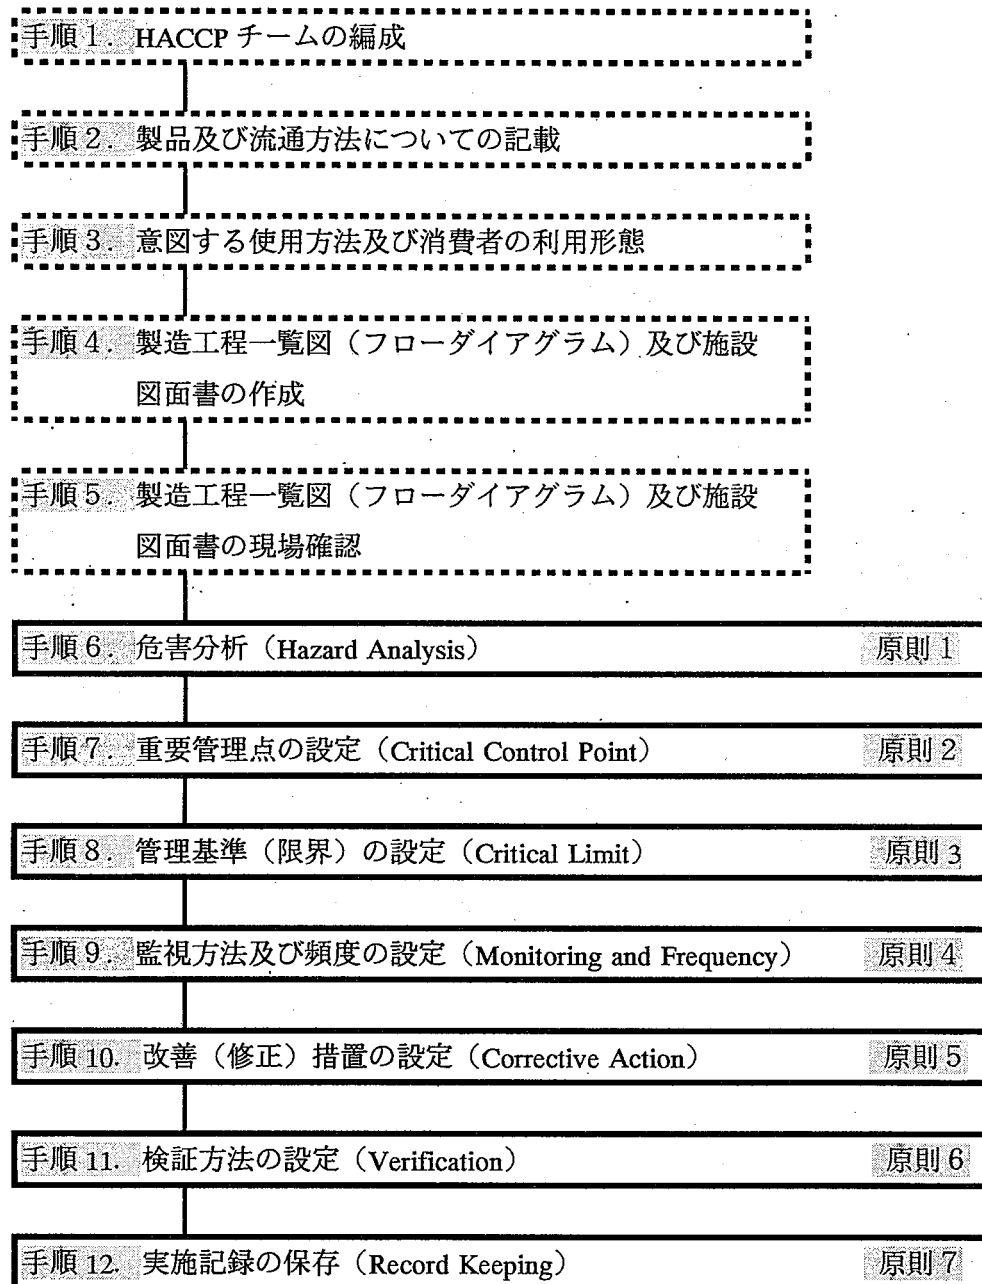 手順1. HACCP チームの編成
手順2. 製品及び流通方法についての記載
手順3. 意図する使用方法及び消費者の利用形態
手順4. 製造工程一覧図（フローダイアグラム）及び施設
図面書の作成
手順5. 製造工程一覧図（フローダイアグラム）及び施設
図面書の現場確認
手順6. 危害分析（Hazard Analysis） 原則1
手順7. 重要管理点の設定（Critical Control Point） 原則2
手順8. 管理基準（限界）の設定（Critical Limit） 原則3
手順9. 監視方法及び頻度の設定（Monitoring and Frequency） 原則4
手順10. 改善（修正）措置の設定（Corrective Action） 原則5
手順11. 検証方法の設定（Verification） 原則6
手順12. 実施記録の保存（Record Keeping） 原則7